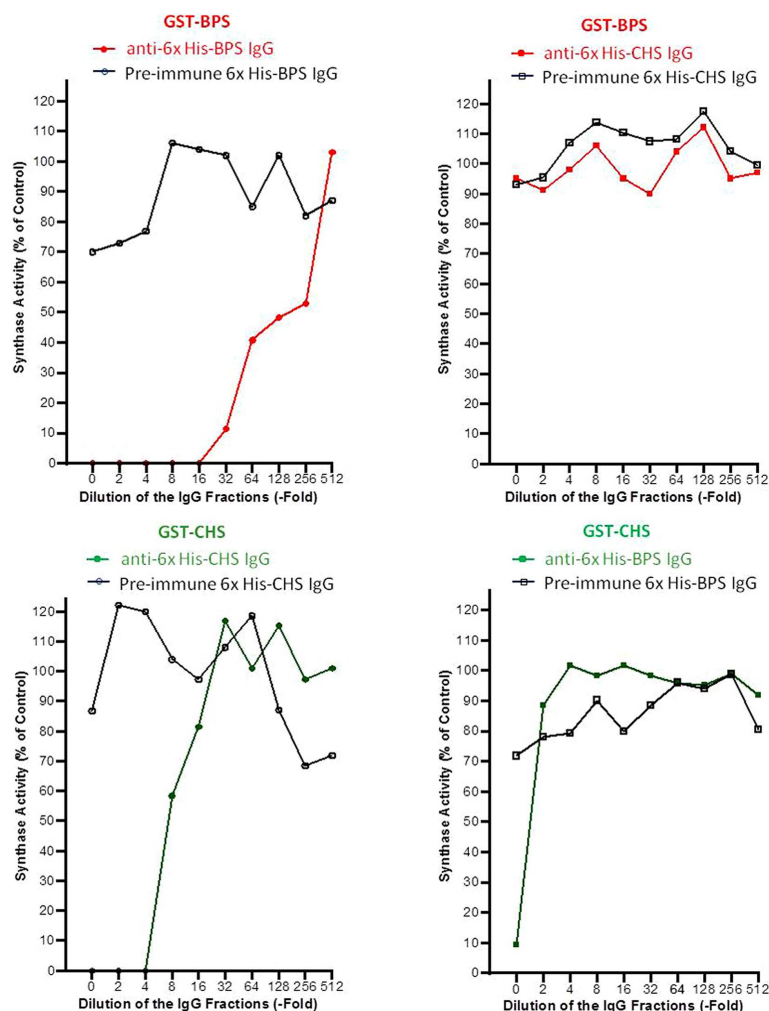 GST-BPS
anti-6x His-BPS IgG
Pre-immune 6x His-BPS IgG
Synthase Activity (% of Control)
120
110
100
90
80
70
60
50
40
30
20
10
0
0 2 4 8 16 32 64 128 256 512
Dilution of the IgG Fractions (-Fold)
GST-BPS
anti-6x His-CHS IgG
Pre-immune 6x His-CHS IgG
Synthase Activity (% of Control)
120
110
100
90
80
70
60
50
40
30
20
10
0
0 2 4 8 16 32 64 128 256 512
Dilution of the IgG Fractions (-Fold)
GST-CHS
anti-6x His-CHS IgG
Pre-immune 6x His-CHS IgG
Synthase Activity (% of Control)
120
110
100
90
80
70
60
50
40
30
20
10
0
0 2 4 8 16 32 64 128 256 512
Dilution of the IgG Fractions (-Fold)
GST-CHS
anti-6x His-BPS IgG
Pre-immune 6x His-BPS IgG
Synthase Activity (% of Control)
120
110
100
90
80
70
60
50
40
30
20
10
0
0 2 4 8 16 32 64 128 256 512
Dilution of the IgG Fractions (-Fold)